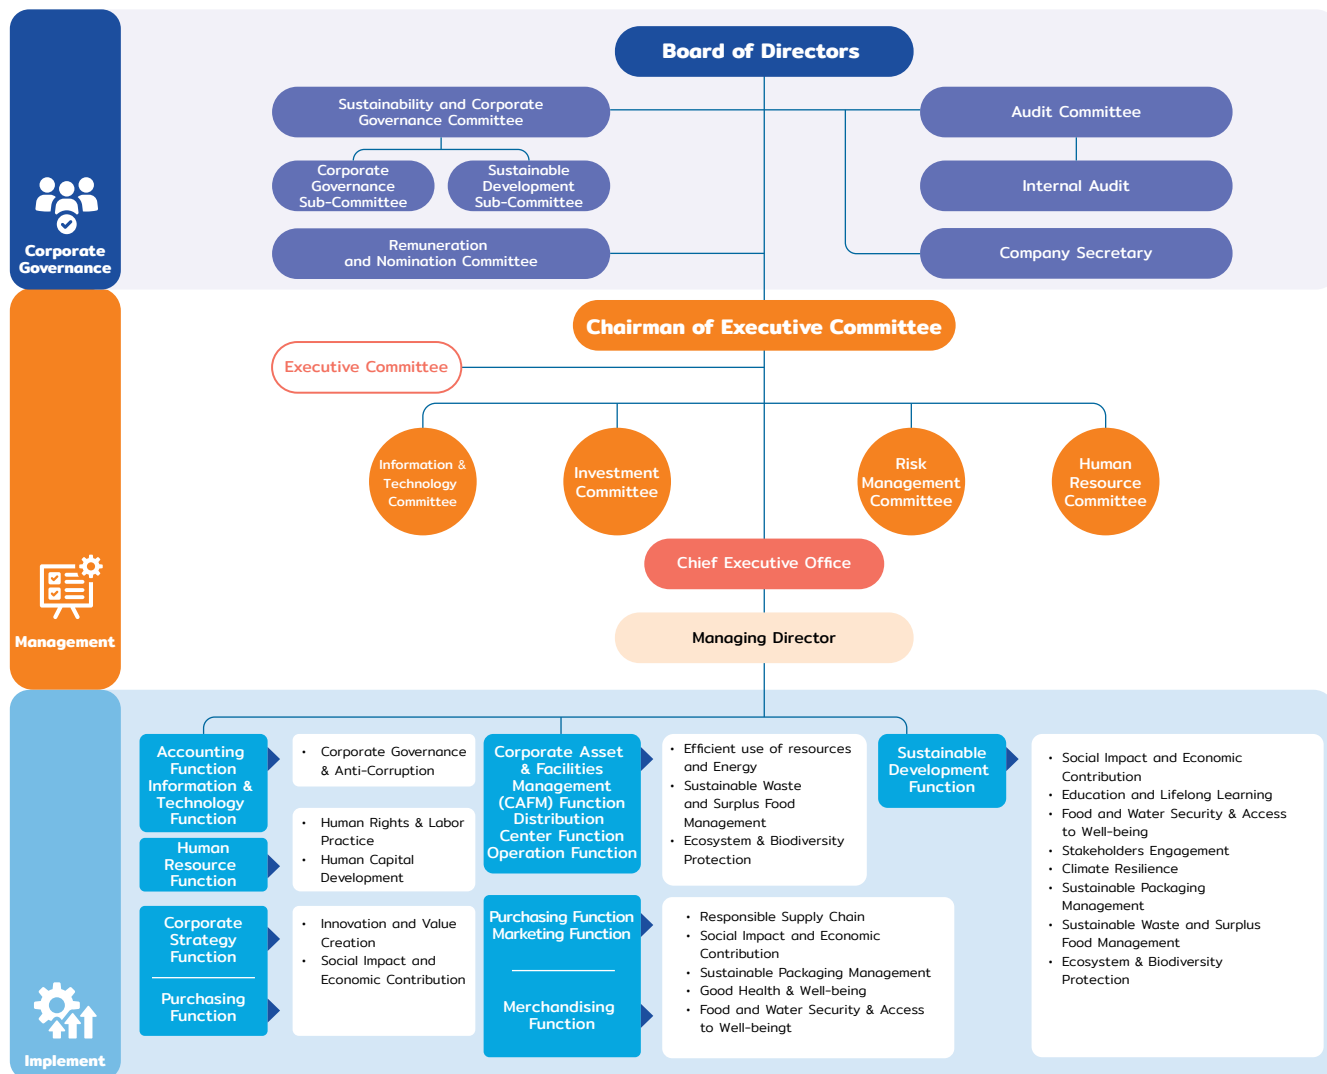 Board of Directors
Sustainability and Corporate
Governance Committee
Audit Committee
Corporate
Governance
Sub-Committee
Sustainable
Development
Sub-Committee
Internal Audit
Remuneration
and Nomination Committee
Company Secretary
Corporate
Governance
Chairman of Executive Committee
Executive Committee
Information &
Technology
Committee
Investment
Committee
Risk
Management
Committee
Human
Resource
Committee
Chief Executive Office
Managing Director
Management
Accounting
Function
Information &
Technology
Function
• Corporate Governance
& Anti-Corruption
Human
Resource
Function
• Human Rights & Labor
Practice
• Human Capital
Development
Corporate
Strategy
Function
Purchasing
Function
• Innovation and Value
Creation
• Social Impact and
Economic Contribution
Corporate Asset
& Facilities
Management
(CAFM) Function
Distribution
Center Function
Operation Function
• Efficient use of resources
and Energy
• Sustainable Waste
and Surplus Food
Management
• Ecosystem & Biodiversity
Protection
Purchasing Function
Marketing Function
Merchandising
Function
• Responsible Supply Chain
• Social Impact and Economic
Contribution
• Sustainable Packaging Management
• Good Health & Well-being
• Food and Water Security & Access
to Well-beingt
Sustainable
Development
Function
• Social Impact and Economic
Contribution
• Education and Lifelong Learning
• Food and Water Security & Access
to Well-being
• Stakeholders Engagement
• Climate Resilience
• Sustainable Packaging
Management
• Sustainable Waste and Surplus
Food Management
• Ecosystem & Biodiversity
Protection
Implement